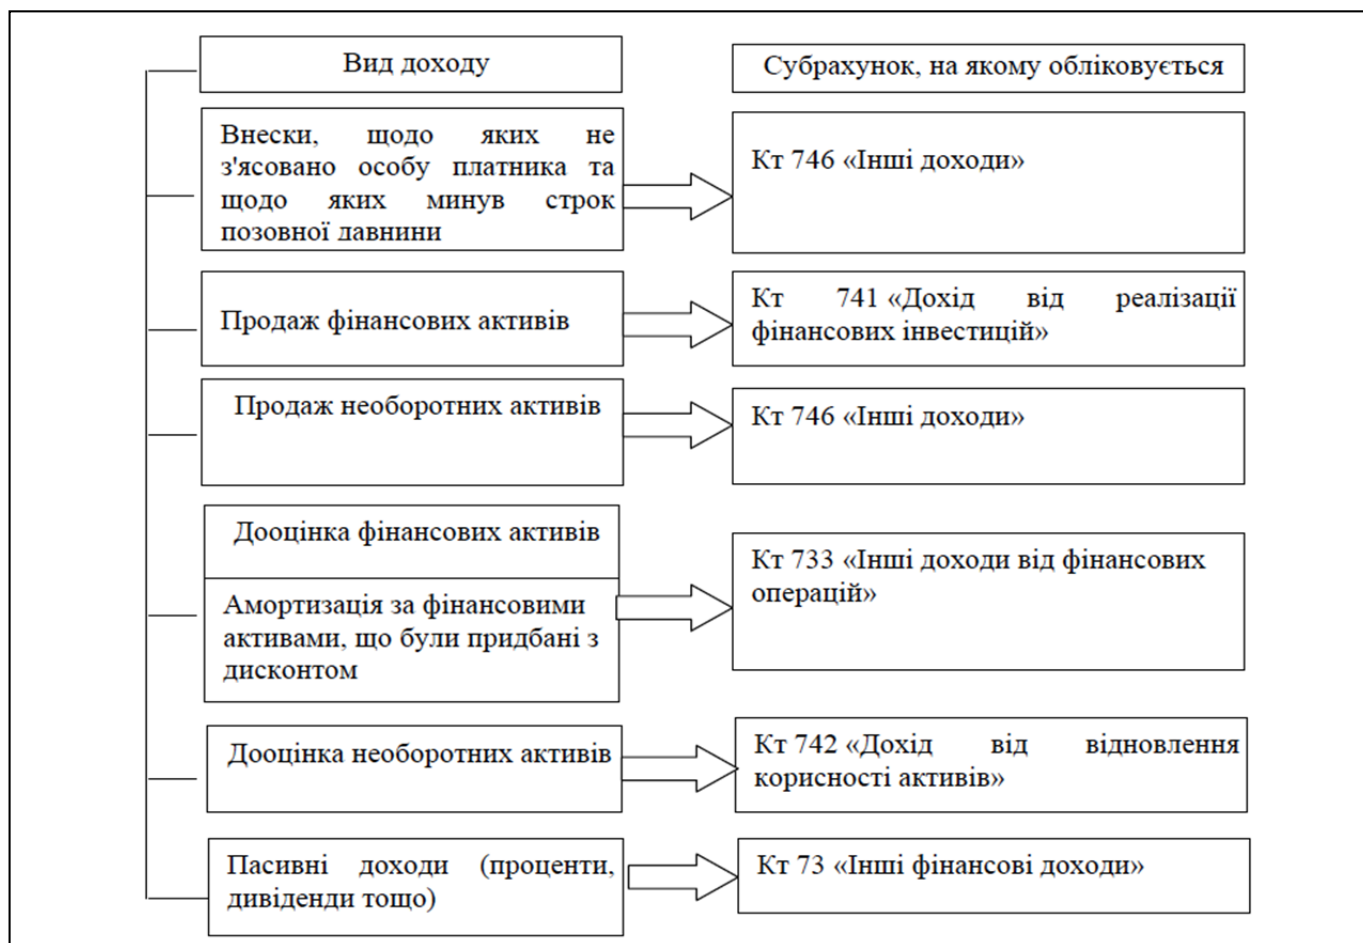 Вид доходу
Субрахунок, на якому обліковується
Внески, щодо яких не
з'ясовано особу платника та
щодо яких минув строк
позовної давнини
Кт 746 «Інші доходи»
Продаж фінансових активів
Кт 741 «Дохід від реалізації
фінансових інвестицій»
Продаж необоротних активів
Кт 746 «Інші доходи»
Дооцінка фінансових активів
Амортизація за фінансовими
активами, що були придбані з
дисконтом
Кт 733 «Інші доходи від фінансових
операцій»
Дооцінка необоротних активів
Кт 742 «Дохід від відновлення
корисності активів»
Пасивні доходи (проценти,
дивіденди тощо)
Кт 73 «Інші фінансові доходи»